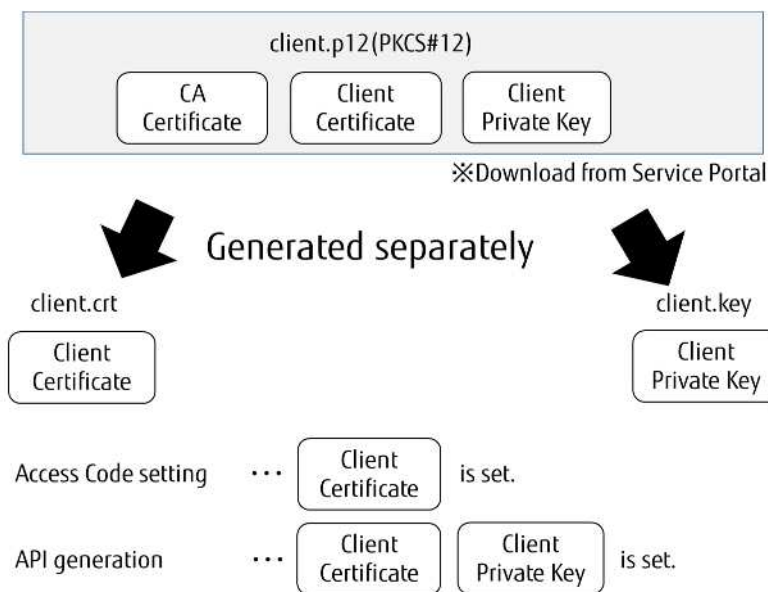 client.p12(PKCS#12)
CA
Certificate
Client
Certificate
Client
Private Key
※Download from Service Portal
Generated separately
client.crt
Client
Certificate
client.key
Client
Private Key
Access Code setting ・・・ Client
Certificate is set.
API generation ・・・ Client
Certificate Client
Private Key is set.